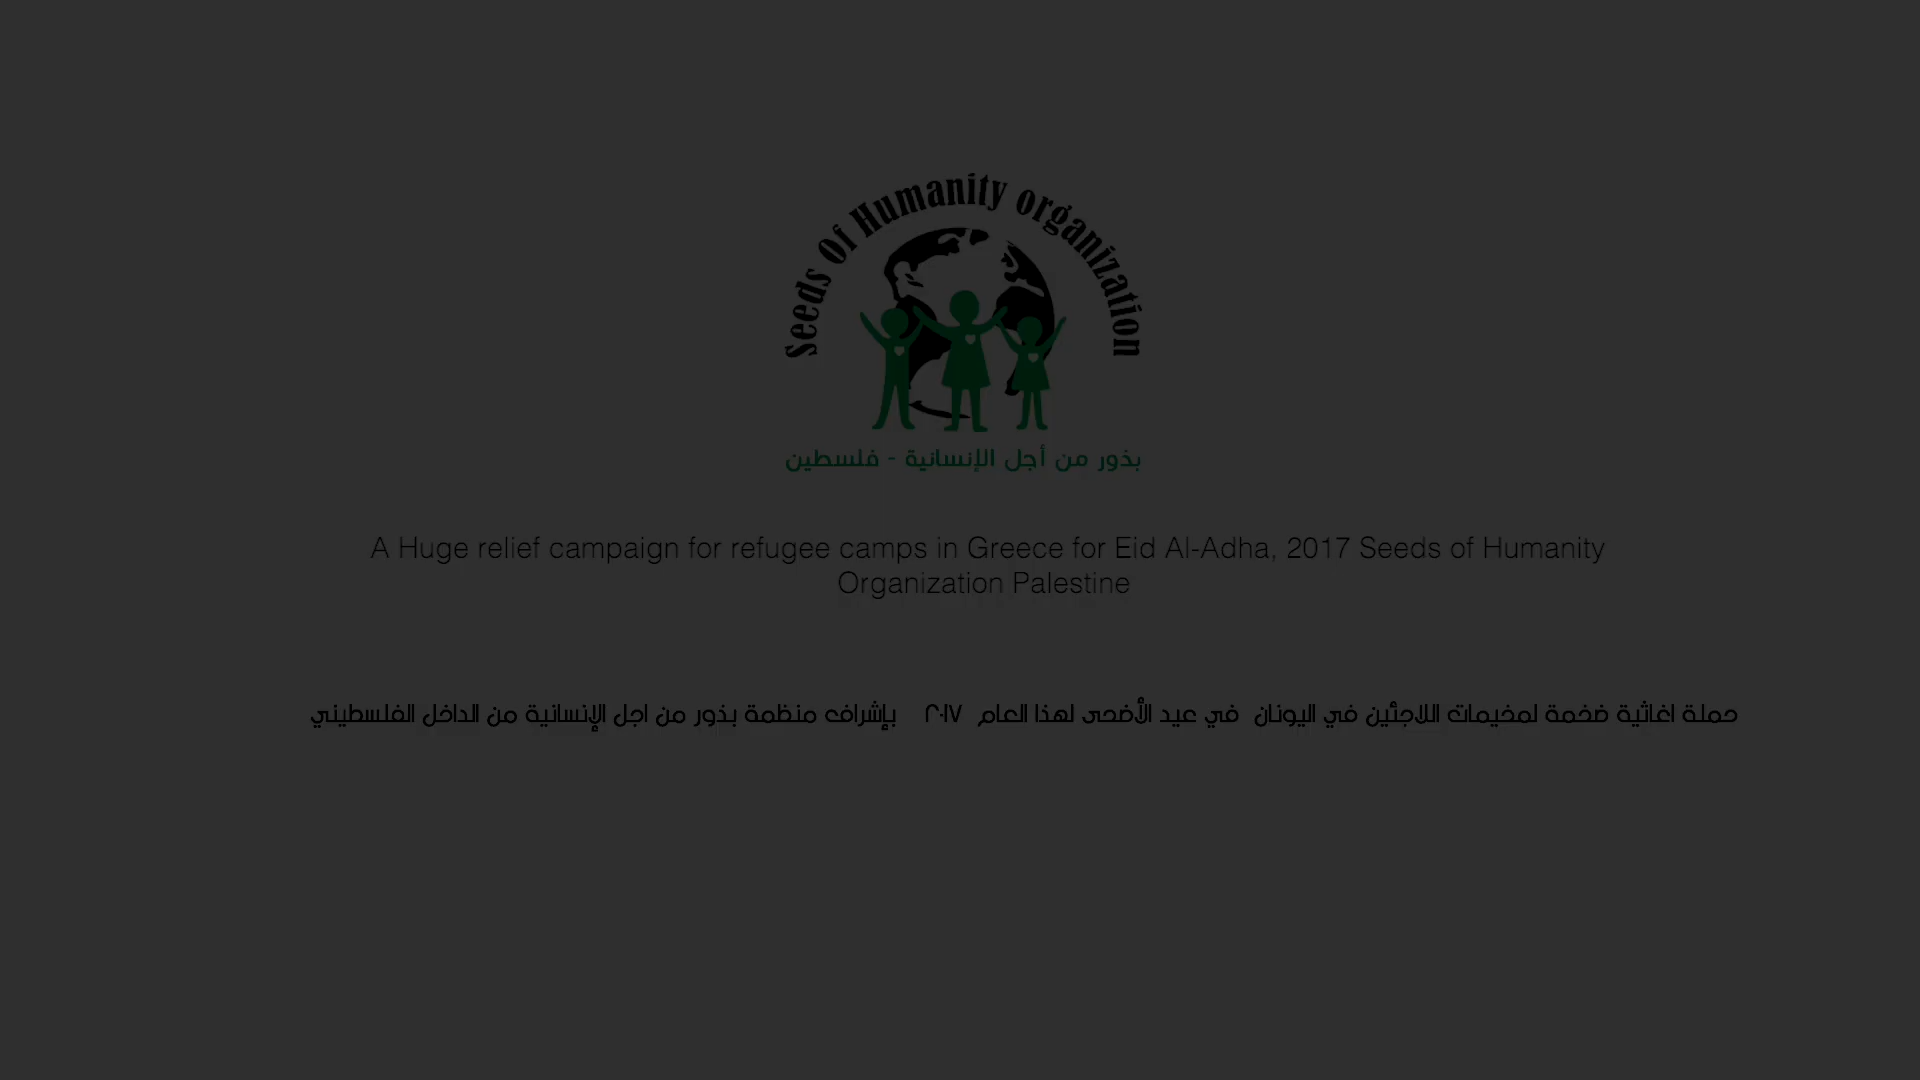 Seeds Of Humanity organization
بذور من أجل الإنسانية - فلسطين
A Huge relief campaign for refugee camps in Greece for Eid Al-Adha, 2017 Seeds of Humanity
Organization Palestine
حملة اغاثية ضخمة لمخيمات اللاجئين في اليونان في عيد الأضحى لهذا العام ٢٠١٧ بإشراف منظمة بذور من اجل الإنسانية من الداخل الفلسطيني